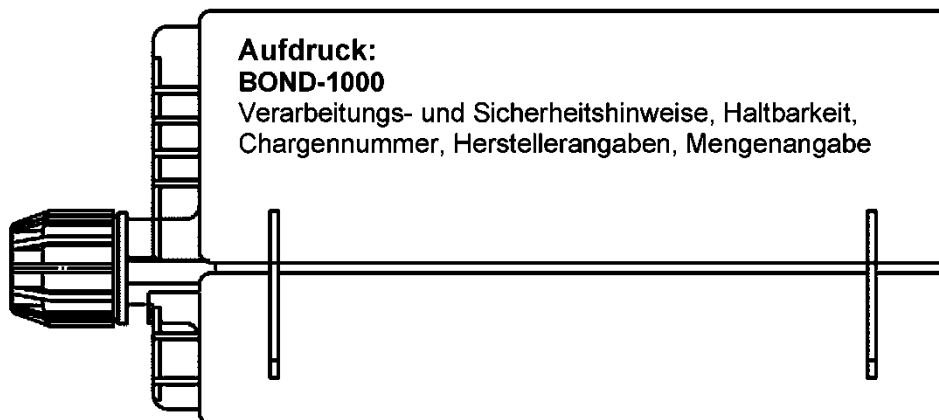 Aufdruck:
BOND-1000
Verarbeitungs- und Sicherheitshinweise, Haltbarkeit,
Chargennummer, Herstellerangaben, Mengenangabe